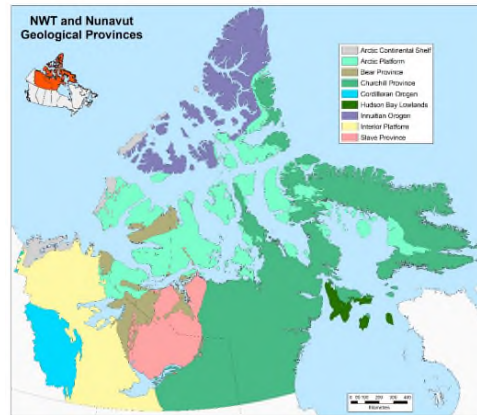 NWT and Nunavut
Geological Provinces
Arctic Continental Shelf
Arctic Platform
Bear Province
Churchill Province
Cordilleran Orogen
Hudson Bay Lowlands
Innuitian Orogen
Interior Platform
Slave Province
Kilometres